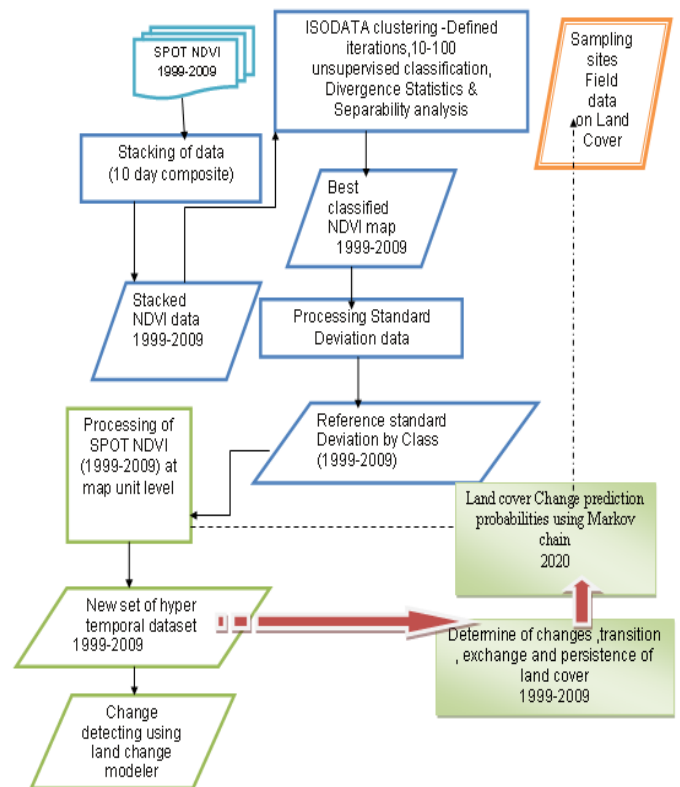 SPOT NDVI
1999-2009
ISODATA clustering -Defined
iterations,10-100
unsupervised classification,
Divergence Statistics &
Separability analysis
Sampling
sites
Field
data
on Land
Cover
Stacking of data
(10 day composite)
Best
classified
NDVI map
1999-2009
Stacked
NDVI data
1999-2009
Processing Standard
Deviation data
Reference standard
Deviation by Class
(1999-2009)
Processing of
SPOT NDVI
(1999-2009) at
map unit level
Land cover Change prediction
probabilities using Markov
chain
2020
New set of hyper
temporal dataset
1999-2009
Determine of changes ,transition
, exchange and persistence of
land cover
1999-2009
Change
detecting using
land change
modeler